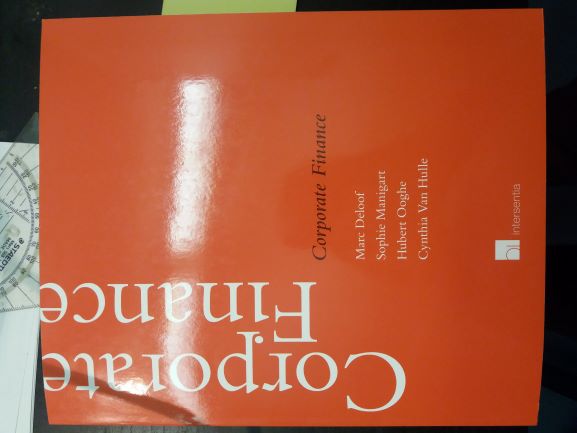 Corporate
Finance
Corporate Finance
Marc Deloof
Sophie Manigart
Hubert Ooghe
Cynthia Van Hulle
intersentia